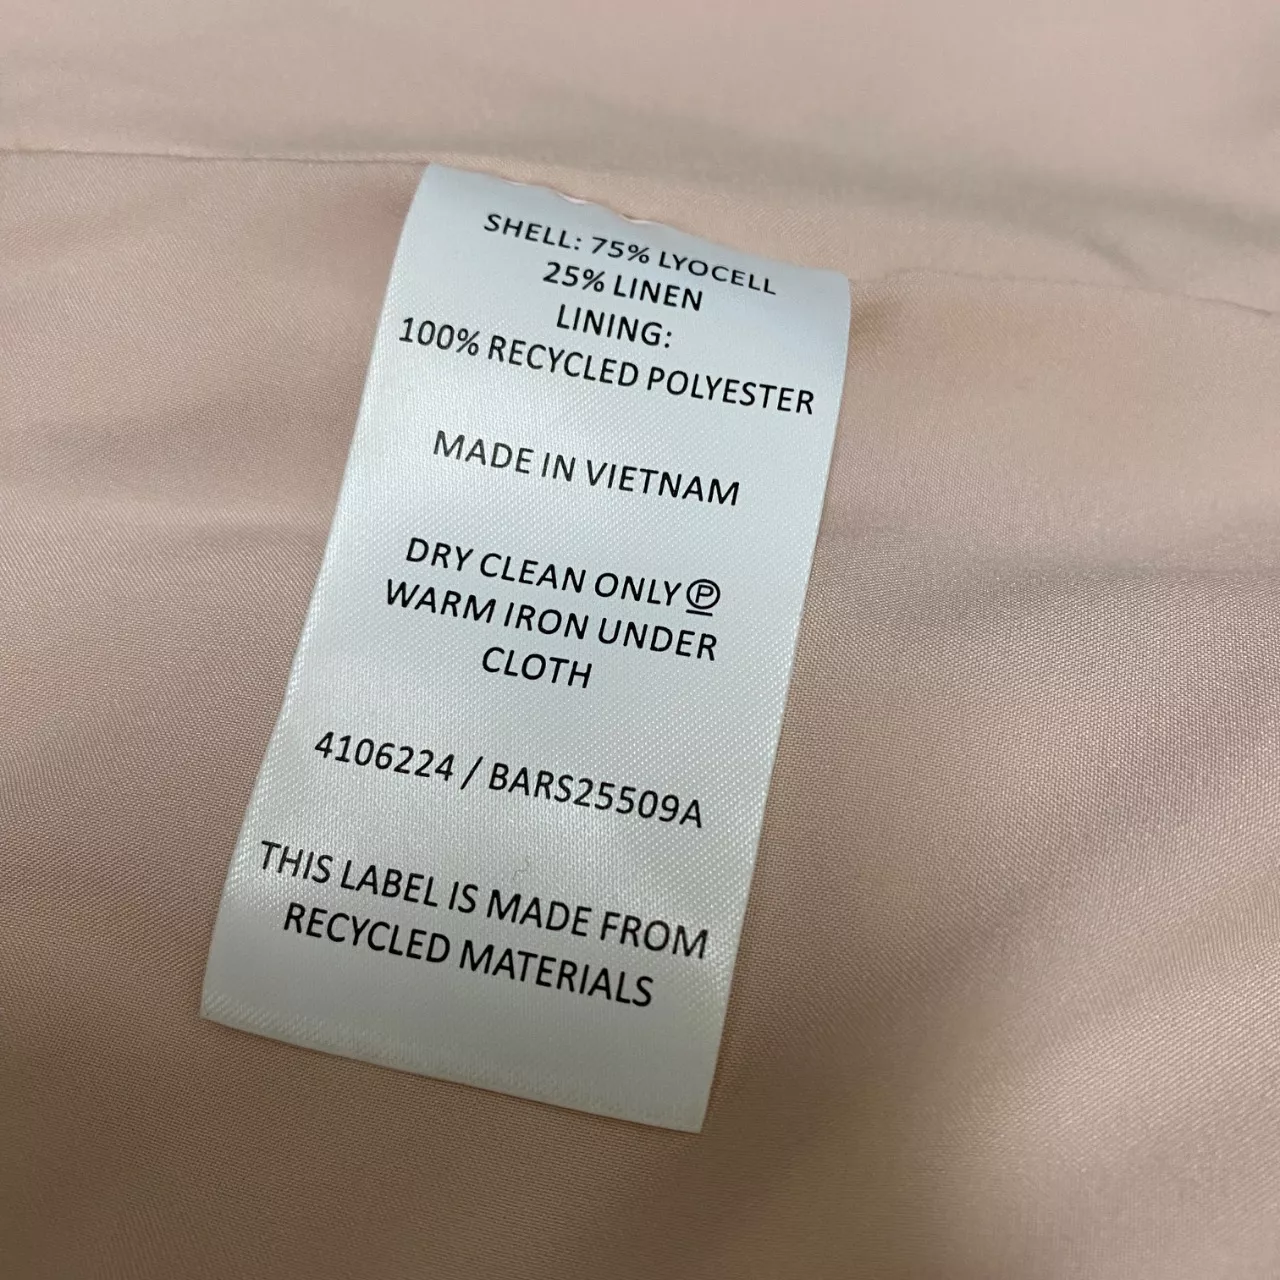 SHELL: 75% LYOCELL
25% LINEN
LINING:
100% RECYCLED POLYESTER
MADE IN VIETNAM
DRY CLEAN ONLY Ⓟ
WARM IRON UNDER
CLOTH
4106224 / BARS25509A
THIS LABEL IS MADE FROM
RECYCLED MATERIALS